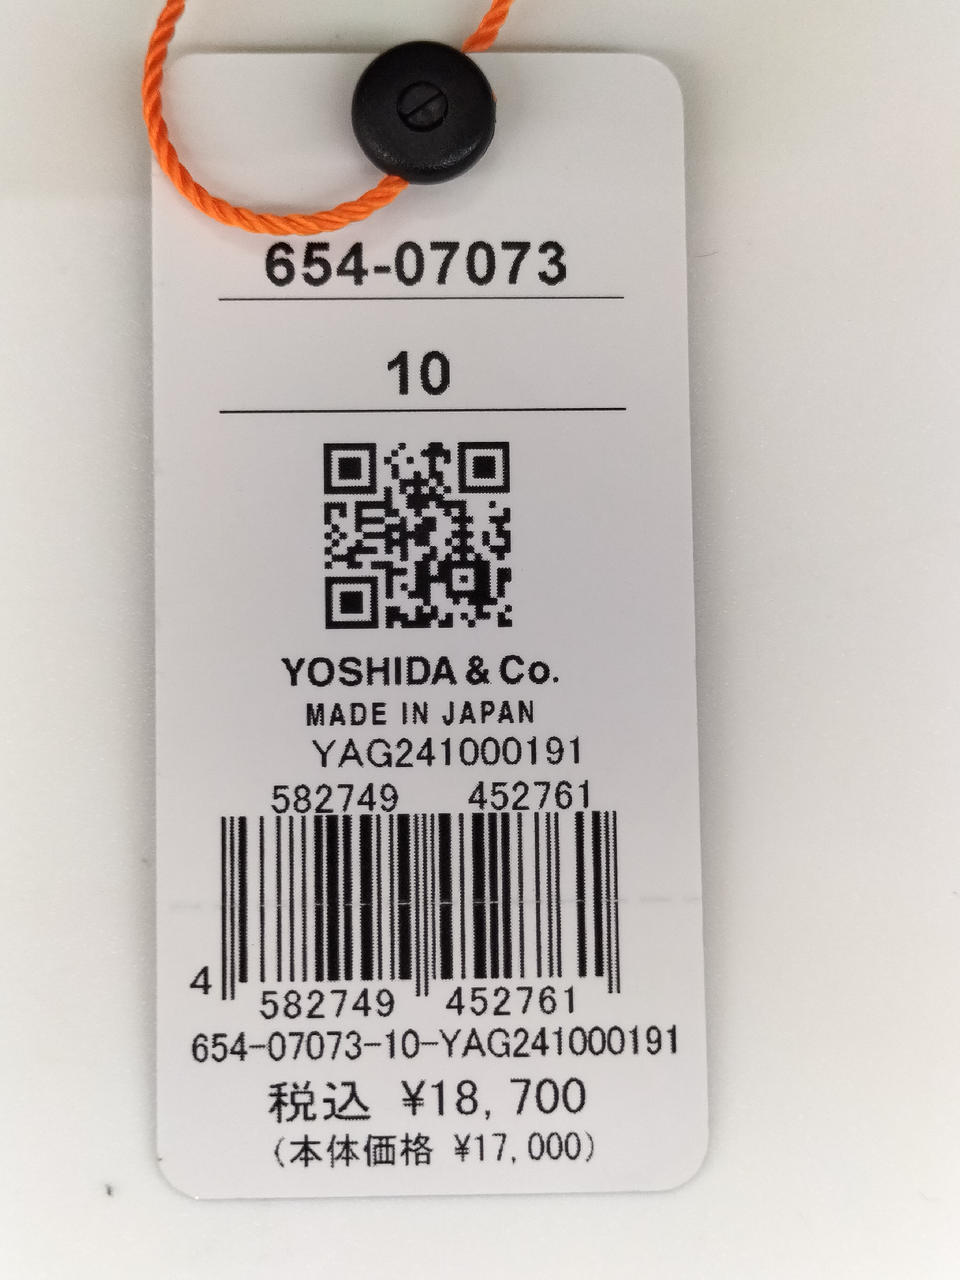 654-07073
10
YOSHIDA & Co.
MADE IN JAPAN
YAG241000191
582749 452761
4 582749 452761
654-07073-10-YAG241000191
税込 ¥18,700
(本体価格 ¥17,000)